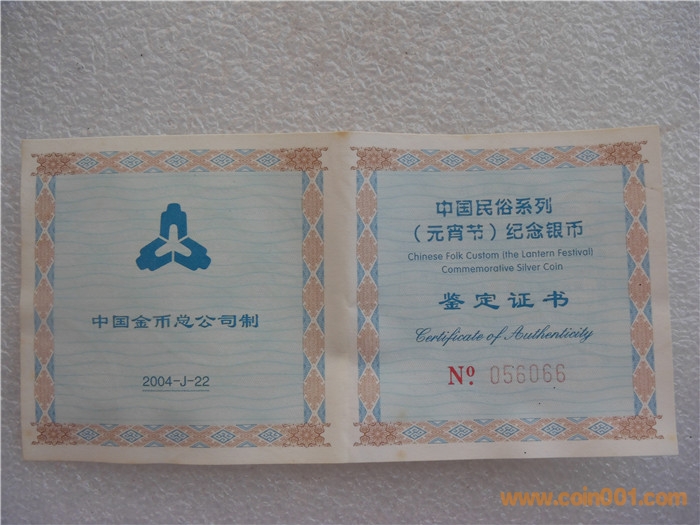 中国金币总公司制
2004-J-22
中国民俗系列
（元宵节）纪念银币
Chinese Folk Custom (the Lantern Festival)
Commemorative Silver Coin
鉴定证书
Certificate of Authenticity
Nº 056066
www.coin001.com